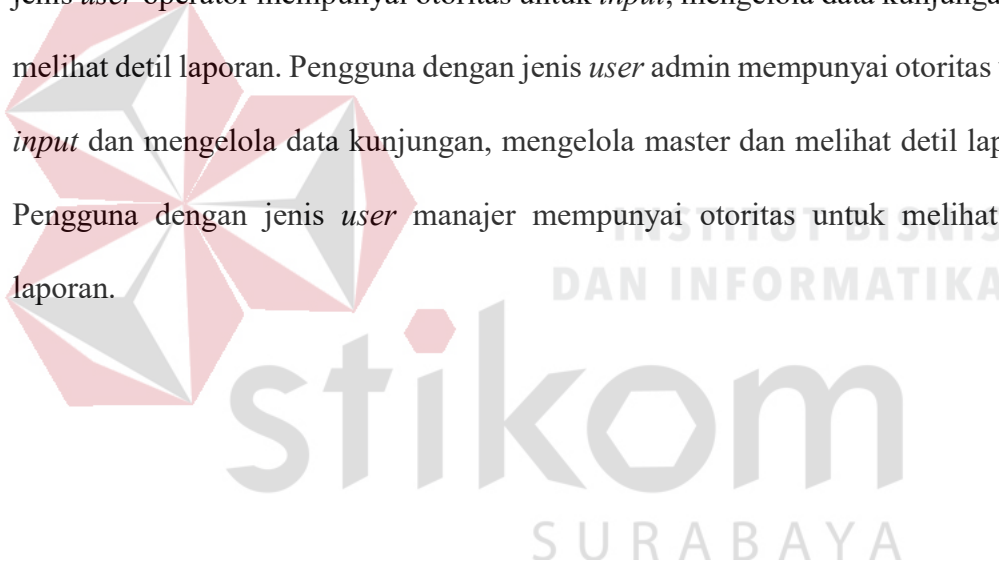 jenis user operator mempunyai otoritas untuk input, mengelola data
melihat detil laporan. Pengguna dengan jenis user admin mempunyai otoritas
input dan mengelola data kunjungan, mengelola master dan melihat detil
Pengguna dengan jenis user manajer mempunyai otoritas untuk melihat
laporan.
INSTITUT BISNIS
DAN INFORMATIKA
stikom
SURABAYA